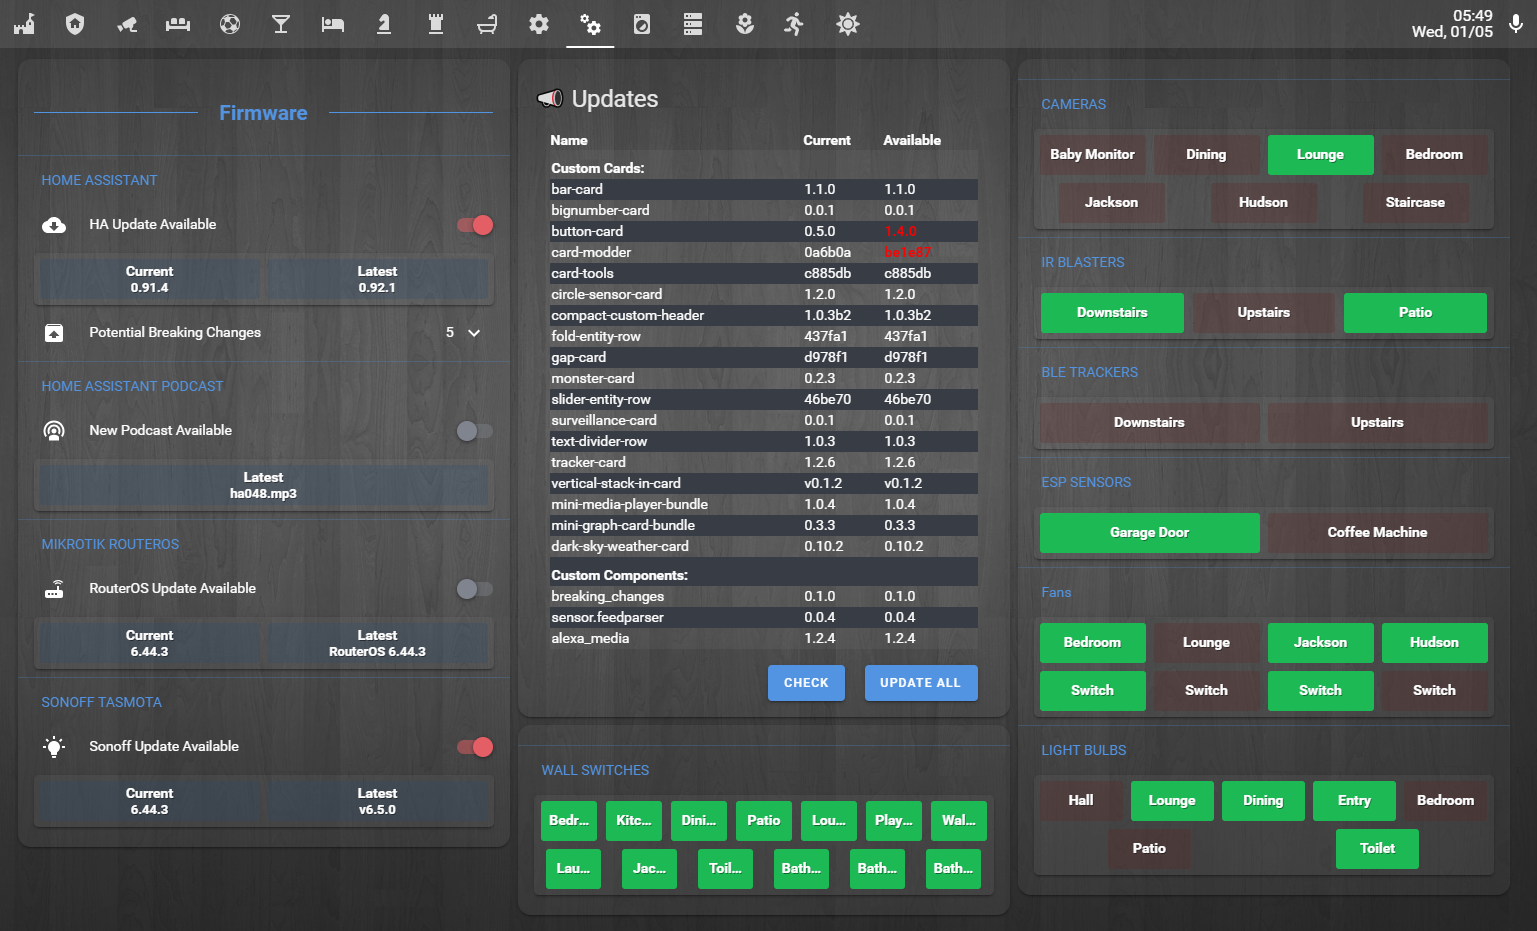 05:49
Wed, 01/05
Firmware
HOME ASSISTANT
HA Update Available
Current Latest
0.91.4 0.92.1
Potential Breaking Changes 5
HOME ASSISTANT PODCAST
New Podcast Available
Latest
ha048.mp3
MIKROTIK ROUTEROS
RouterOS Update Available
Current Latest
6.44.3 RouterOS 6.44.3
SONOFF TASMOTA
Sonoff Update Available
Current Latest
6.44.3 v6.5.0
Updates
Name Current Available
Custom Cards:
bar-card 1.1.0 1.1.0
bignumber-card 0.0.1 0.0.1
button-card 0.5.0 1.4.0
card-modder 0a6b0a be1e87
card-tools c885db c885db
circle-sensor-card 1.2.0 1.2.0
compact-custom-header 1.0.3b2 1.0.3b2
fold-entity-row 437fa1 437fa1
gap-card d978f1 d978f1
monster-card 0.2.3 0.2.3
slider-entity-row 46be70 46be70
surveillance-card 0.0.1 0.0.1
text-divider-row 1.0.3 1.0.3
tracker-card 1.2.6 1.2.6
vertical-stack-in-card v0.1.2 v0.1.2
mini-media-player-bundle 1.0.4 1.0.4
mini-graph-card-bundle 0.3.3 0.3.3
dark-sky-weather-card 0.10.2 0.10.2
Custom Components:
breaking_changes 0.1.0 0.1.0
sensor.feedparser 0.0.4 0.0.4
alexa_media 1.2.4 1.2.4
CHECK UPDATE ALL
WALL SWITCHES
Bedr... Kitc... Dini... Patio Lou... Play... Wal...
Lau... Jac... Toil... Bath... Bath... Bath...
CAMERAS
Baby Monitor Dining Lounge Bedroom
Jackson Hudson Staircase
IR BLASTERS
Downstairs Upstairs Patio
BLE TRACKERS
Downstairs Upstairs
ESP SENSORS
Garage Door Coffee Machine
Fans
Bedroom Lounge Jackson Hudson
Switch Switch Switch Switch
LIGHT BULBS
Hall Lounge Dining Entry Bedroom
Patio Toilet